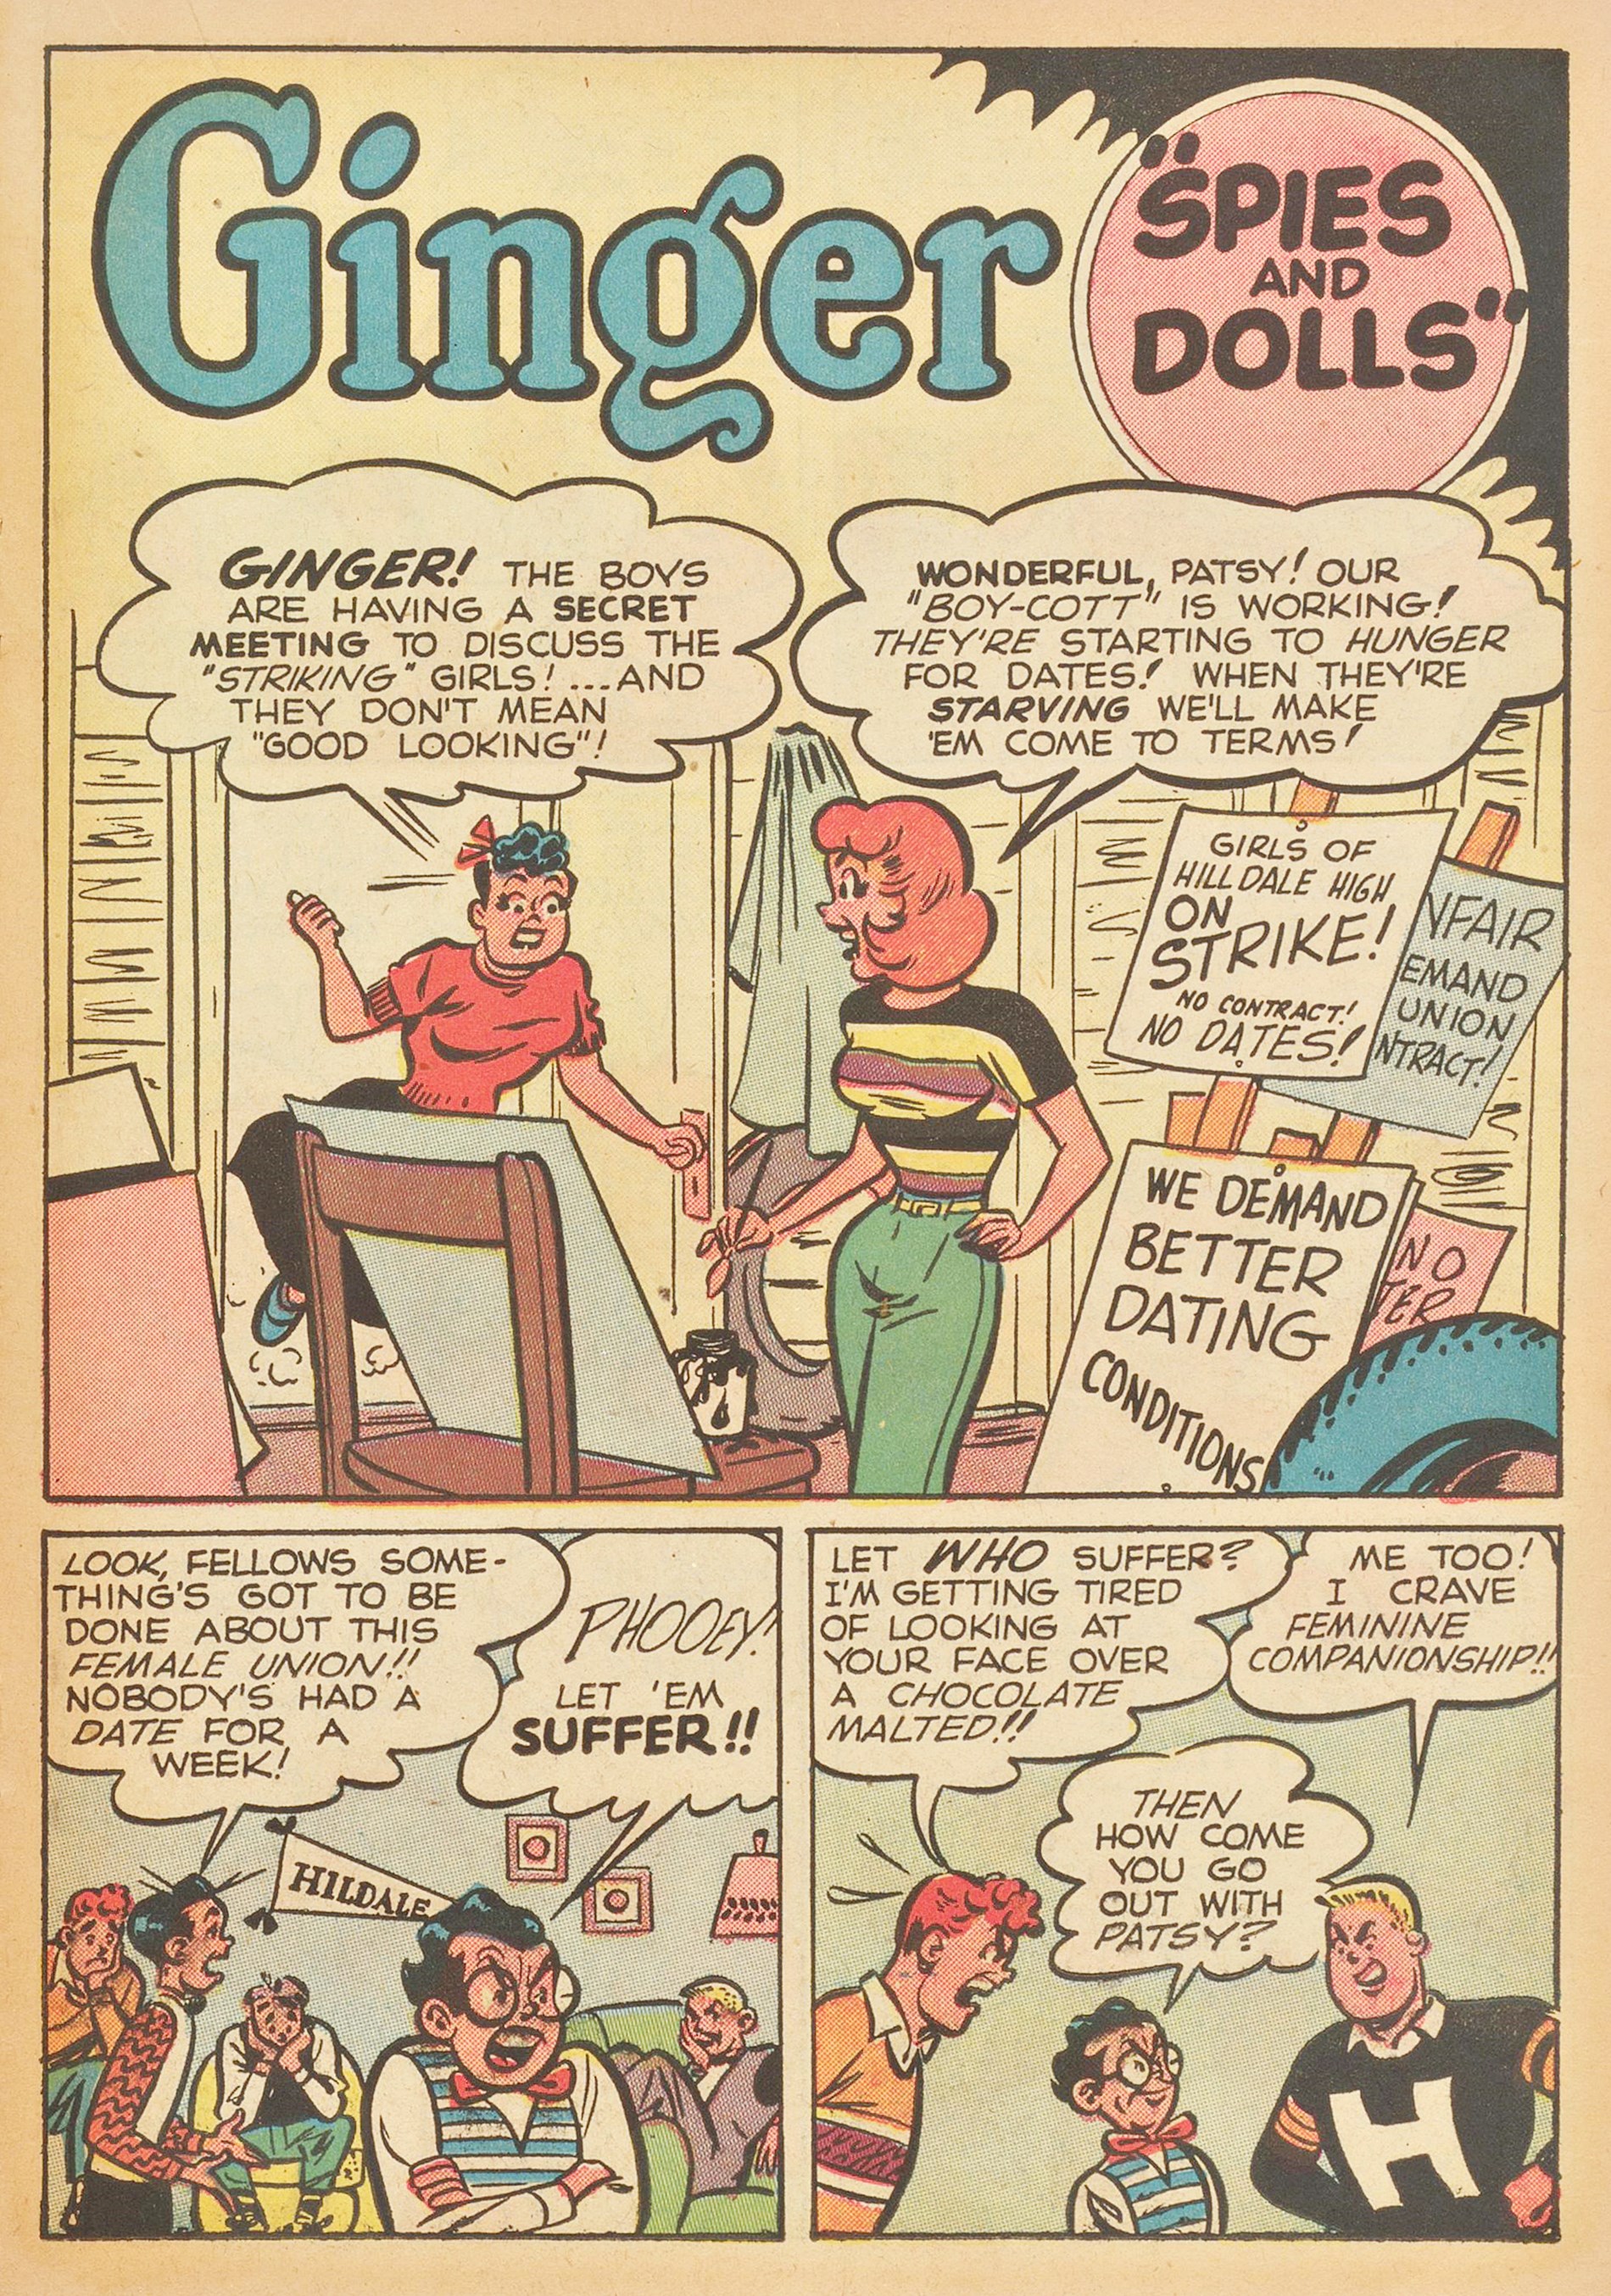 Ginger
"SPIES
AND
DOLLS"
GINGER! THE BOYS
ARE HAVING A SECRET
MEETING TO DISCUSS THE
"STRIKING" GIRLS! ...AND
THEY DON'T MEAN
"GOOD LOOKING"!
WONDERFUL, PATSY! OUR
"BOY-COTT" IS WORKING!
THEY'RE STARTING TO HUNGER
FOR DATES! WHEN THEY'RE
STARVING WE'LL MAKE
'EM COME TO TERMS!
GIRLS OF
HILLDALE HIGH
ON
STRIKE!
NO CONTRACT!
NO DATES!
NFAIR
EMAND
UNION
NTRACT!
WE DEMAND
BETTER
DATING
CONDITIONS
NO
TER
LOOK, FELLOWS SOME-
THING'S GOT TO BE
DONE ABOUT THIS
FEMALE UNION!!
NOBODY'S HAD A
DATE FOR A
WEEK!
PHOOEY!
LET 'EM
SUFFER!!
HILDALE
LET WHO SUFFER?
I'M GETTING TIRED
OF LOOKING AT
YOUR FACE OVER
A CHOCOLATE
MALTED!!
ME TOO!
I CRAVE
FEMININE
COMPANIONSHIP!!
THEN
HOW COME
YOU GO
OUT WITH
PATSY?
H